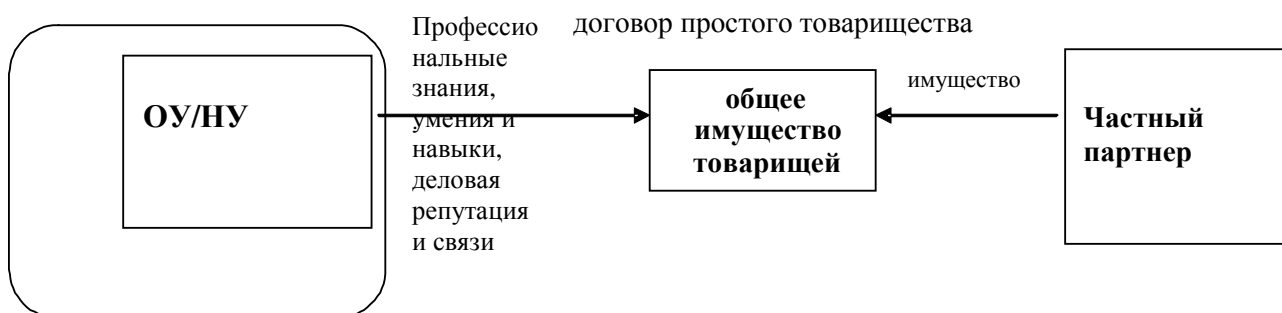 договор простого товарищества
ОУ/НУ
Профессио
нальные
знания,
умения и
навыки,
деловая
репутация
и связи
общее
имущество
товарищей
имущество
Частный
партнер